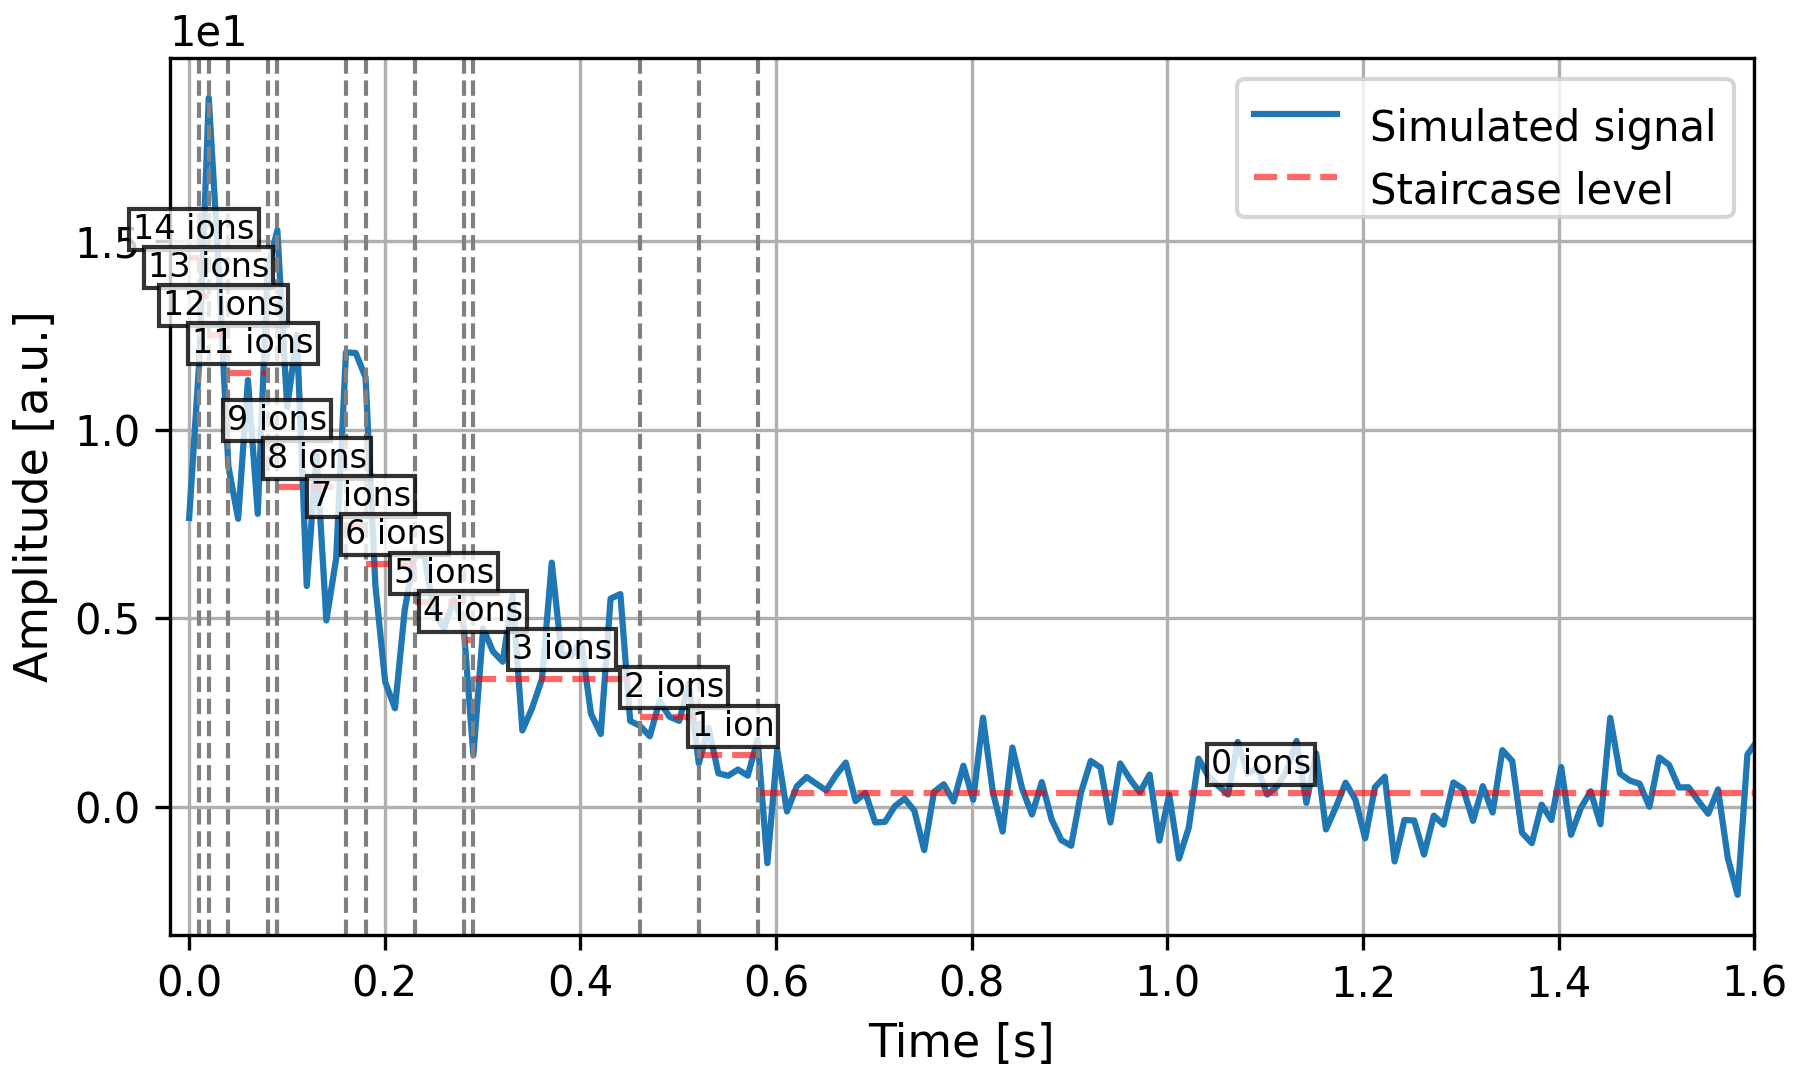 1e1
Simulated signal
Staircase level
14 ions
1.5
13 ions
12 ions
11 ions
9 ions
1.0
8 ions
7 ions
6 ions
5 ions
4 ions
0.5
3 ions
2 ions
1 ion
0 ions
0.0
Amplitude [a.u.]
0.0 0.2 0.4 0.6 0.8 1.0 1.2 1.4 1.6
Time [s]